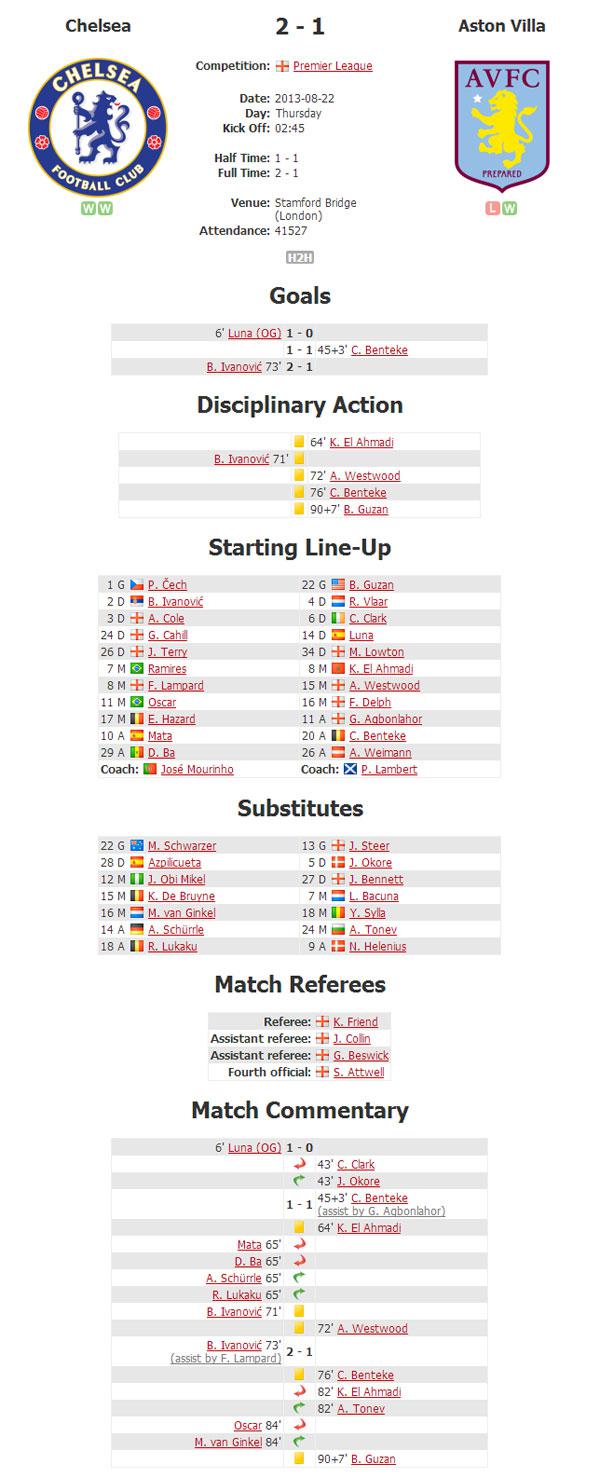 Chelsea 2 - 1 Aston Villa
CHELSEA
FOOTBALL CLUB
AVFC
PREPARED
Competition: Premier League
Date: 2013-08-22
Day: Thursday
Kick Off: 02:45
Half Time: 1 - 1
Full Time: 2 - 1
Venue: Stamford Bridge
(London)
Attendance: 41527
W W
L W
H2H
Goals
6' Luna (OG) 1 - 0
1 - 1 45+3' C. Benteke
B. Ivanović 73' 2 - 1
Disciplinary Action
64' K. El Ahmadi
B. Ivanović 71'
72' A. Westwood
76' C. Benteke
90+7' B. Guzan
Starting Line-Up
1 G P. Čech 22 G B. Guzan
2 D B. Ivanović 4 D R. Vlaar
3 D A. Cole 6 D C. Clark
24 D G. Cahill 14 D Luna
26 D J. Terry 34 D M. Lowton
7 M Ramires 8 M K. El Ahmadi
8 M F. Lampard 15 M A. Westwood
11 M Oscar 16 M F. Delph
17 M E. Hazard 11 A G. Agbonlahor
10 A Mata 20 A C. Benteke
29 A D. Ba 26 A A. Weimann
Coach: José Mourinho Coach: P. Lambert
Substitutes
22 G M. Schwarzer 13 G J. Steer
28 D Azpilicueta 5 D J. Okore
12 M J. Obi Mikel 27 D J. Bennett
15 M K. De Bruyne 7 M L. Bacuna
16 M M. van Ginkel 18 M Y. Sylla
14 A A. Schürrle 24 M A. Tonev
18 A R. Lukaku 9 A N. Helenius
Match Referees
Referee: K. Friend
Assistant referee: J. Collin
Assistant referee: G. Beswick
Fourth official: S. Attwell
Match Commentary
6' Luna (OG) 1 - 0
43' C. Clark
43' J. Okore
1 - 1 45+3' C. Benteke
(assist by G. Agbonlahor)
64' K. El Ahmadi
Mata 65'
D. Ba 65'
A. Schürrle 65'
R. Lukaku 65'
B. Ivanović 71'
72' A. Westwood
B. Ivanović 73' 2 - 1
(assist by F. Lampard)
76' C. Benteke
82' K. El Ahmadi
82' A. Tonev
Oscar 84'
M. van Ginkel 84'
90+7' B. Guzan